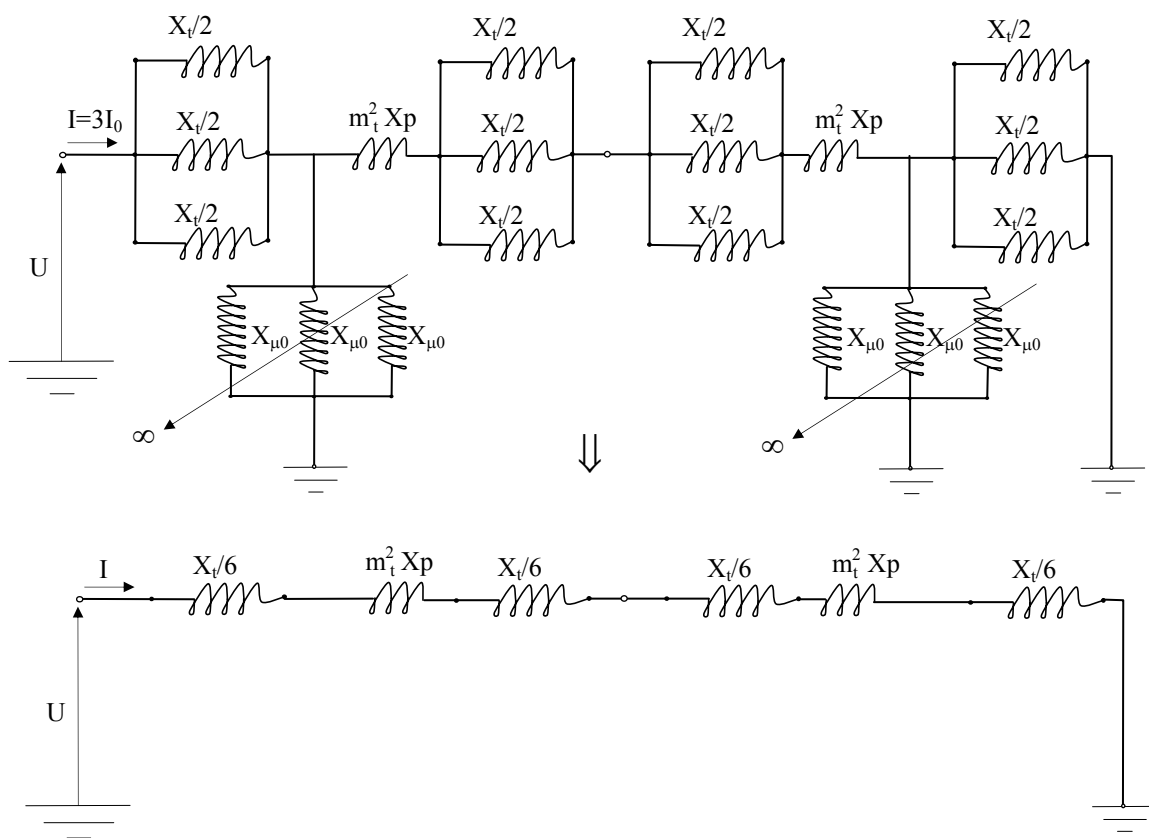 Xt/2 Xt/2 Xt/2 Xt/2
I=3I0 Xt/2 m²t Xp Xt/2 Xt/2 m²t Xp Xt/2
Xt/2 Xt/2 Xt/2 Xt/2
U
Xμ0 Xμ0 Xμ0 Xμ0 Xμ0 Xμ0
∞ ⇓ ∞
I Xt/6 m²t Xp Xt/6 Xt/6 m²t Xp Xt/6
U